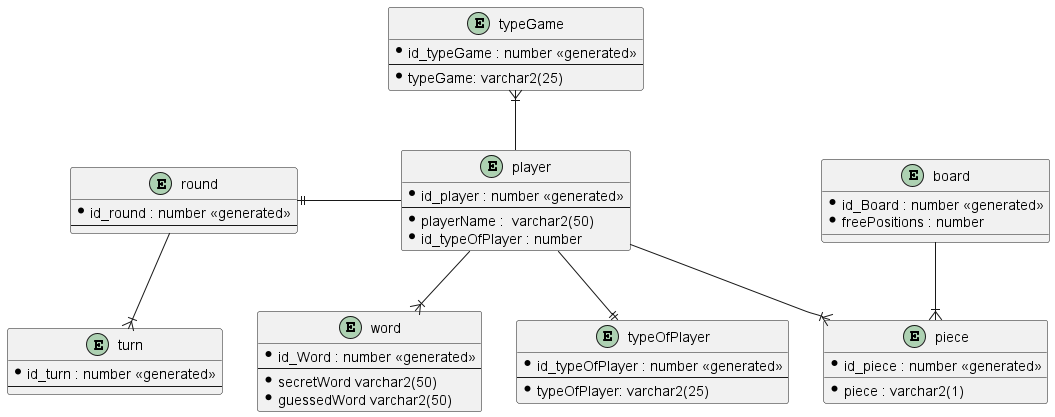 E typeGame
id_typeGame : number «generated»
typeGame: varchar2(25)
E round
id_round : number «generated»
E player
id_player : number «generated»
playerName :  varchar2(50)
id_typeOfPlayer : number
E board
id_Board : number «generated»
freePositions : number
E turn
id_turn : number «generated»
E word
id_Word : number «generated»
secretWord varchar2(50)
guessedWord varchar2(50)
E typeOfPlayer
id_typeOfPlayer : number «generated»
typeOfPlayer: varchar2(25)
E piece
id_piece : number «generated»
piece : varchar2(1)